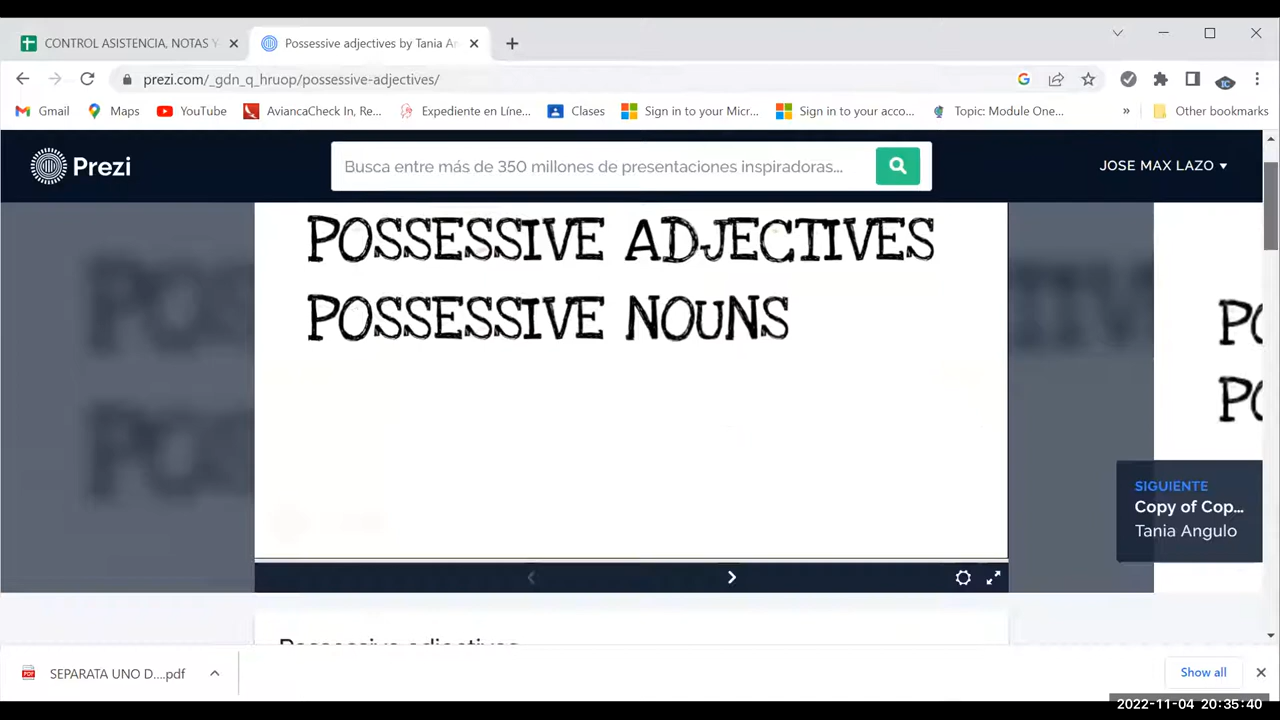 CONTROL ASISTENCIA, NOTAS Y
Possessive adjectives by Tania An
prezi.com/_gdn_q_hruop/possessive-adjectives/
Gmail
Maps
YouTube
AviancaCheck In, Re...
Expediente en Líne...
Clases
Sign in to your Micr...
Sign in to your acco...
Topic: Module One...
»
Other bookmarks
Prezi
Busca entre más de 350 millones de presentaciones inspiradoras...
JOSE MAX LAZO
POSSESSIVE ADJECTIVES
POSSESSIVE NOUNS
SIGUIENTE
Copy of Cop...
Tania Angulo
Possessive adjectives
SEPARATA UNO D....pdf
Show all
2022-11-04 20:35:40